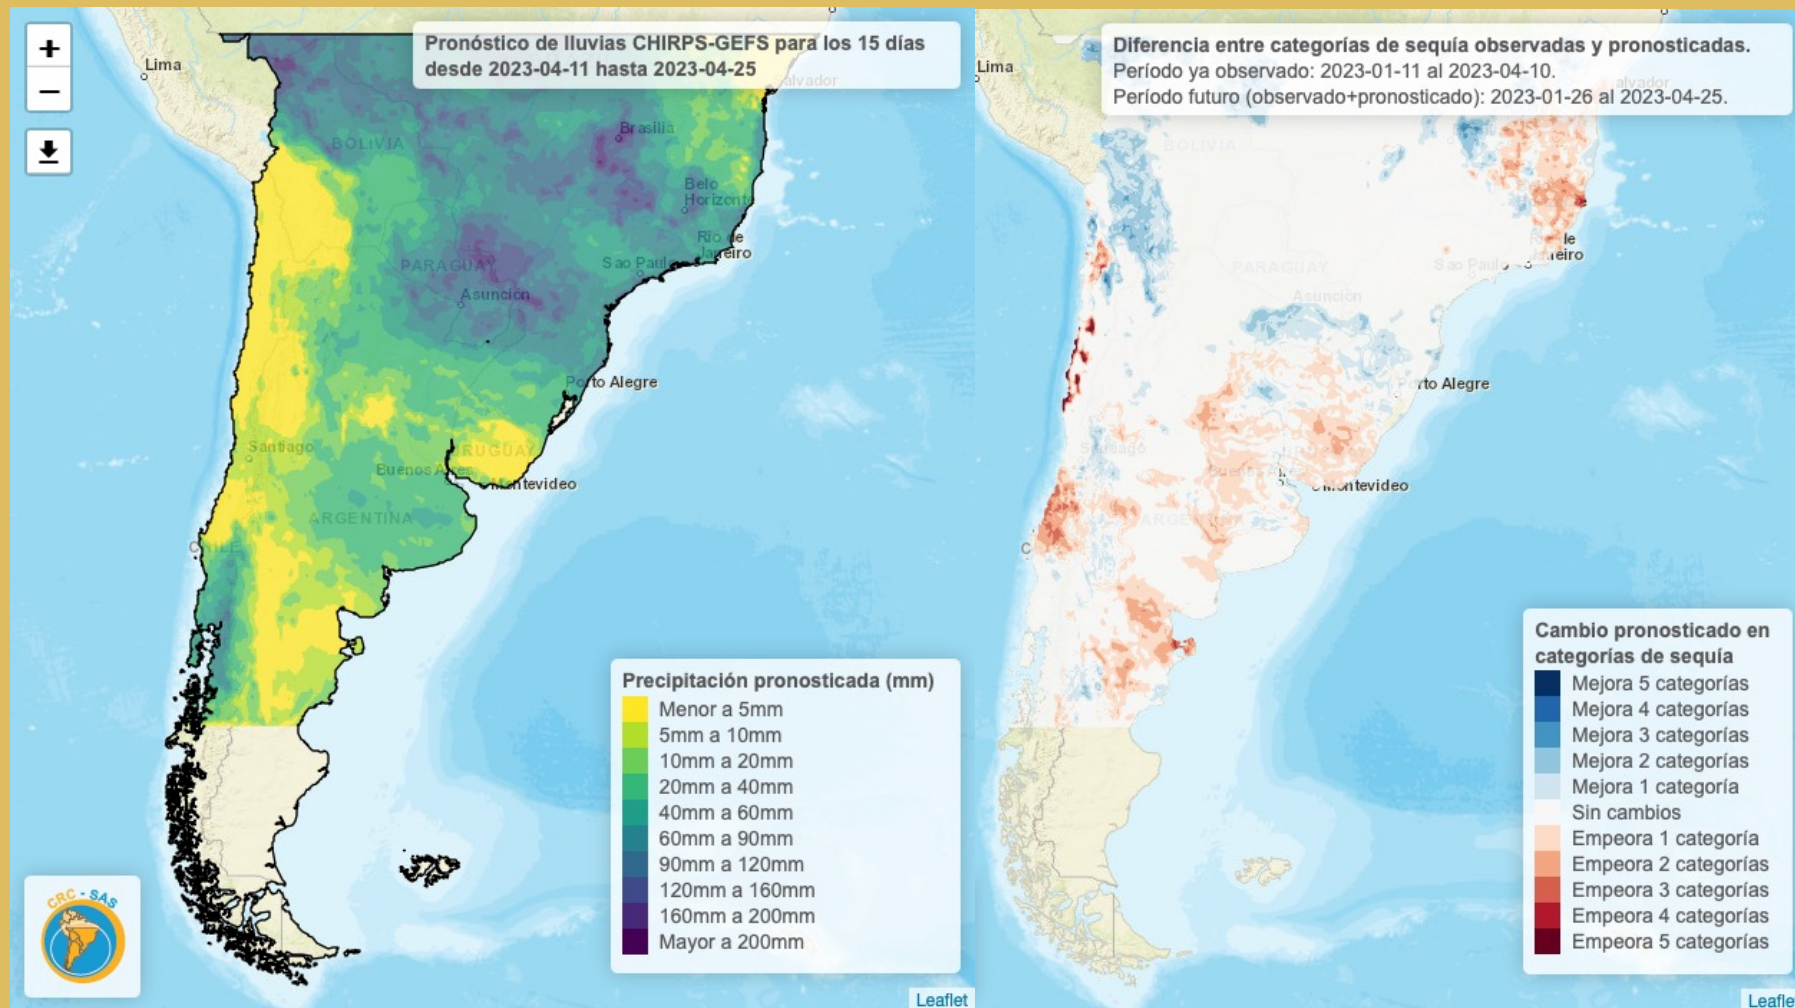 +
−
Pronóstico de lluvias CHIRPS-GEFS para los 15 días
desde 2023-04-11 hasta 2023-04-25
Lima
Salvador
Brasilia
BOLIVIA
Belo
Horizonte
Rio de
Janeiro
PARAGUAY
Sao Paulo
Asunción
Porto Alegre
Santiago
URUGUAY
Buenos Aires
Montevideo
ARGENTINA
CHILE
Precipitación pronosticada (mm)
Menor a 5mm
5mm a 10mm
10mm a 20mm
20mm a 40mm
40mm a 60mm
60mm a 90mm
90mm a 120mm
120mm a 160mm
160mm a 200mm
Mayor a 200mm
CRC - SAS
Leaflet
Diferencia entre categorías de sequía observadas y pronosticadas.
Período ya observado: 2023-01-11 al 2023-04-10.
Período futuro (observado+pronosticado): 2023-01-26 al 2023-04-25.
Lima
alvador
BOLIVIA
PARAGUAY
Sao Paulo
Asunción
Porto Alegre
Santiago
Montevideo
ARGENTINA
Cambio pronosticado en
categorías de sequía
Mejora 5 categorías
Mejora 4 categorías
Mejora 3 categorías
Mejora 2 categorías
Mejora 1 categoría
Sin cambios
Empeora 1 categoría
Empeora 2 categorías
Empeora 3 categorías
Empeora 4 categorías
Empeora 5 categorías
Leafle